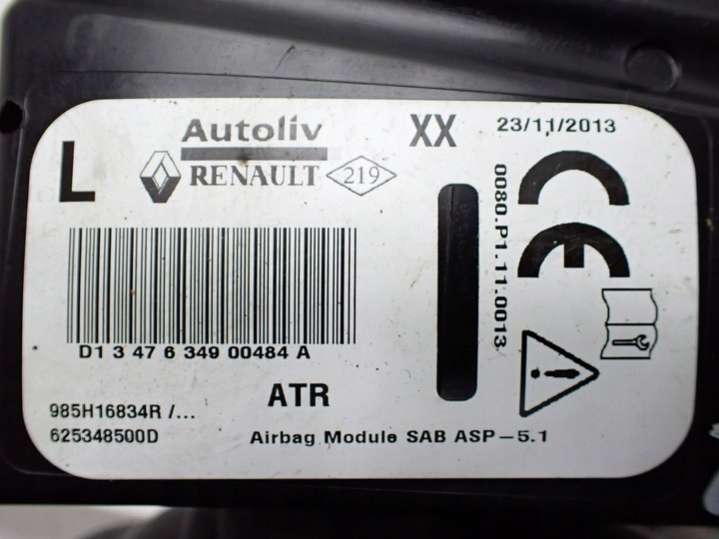 L
Autoliv
RENAULT
219
XX
23/11/2013
0080.P1.11.0013
CE
D1 3 47 6 349 00484 A
ATR
985H16834R /...
625348500D
Airbag Module SAB ASP-5.1